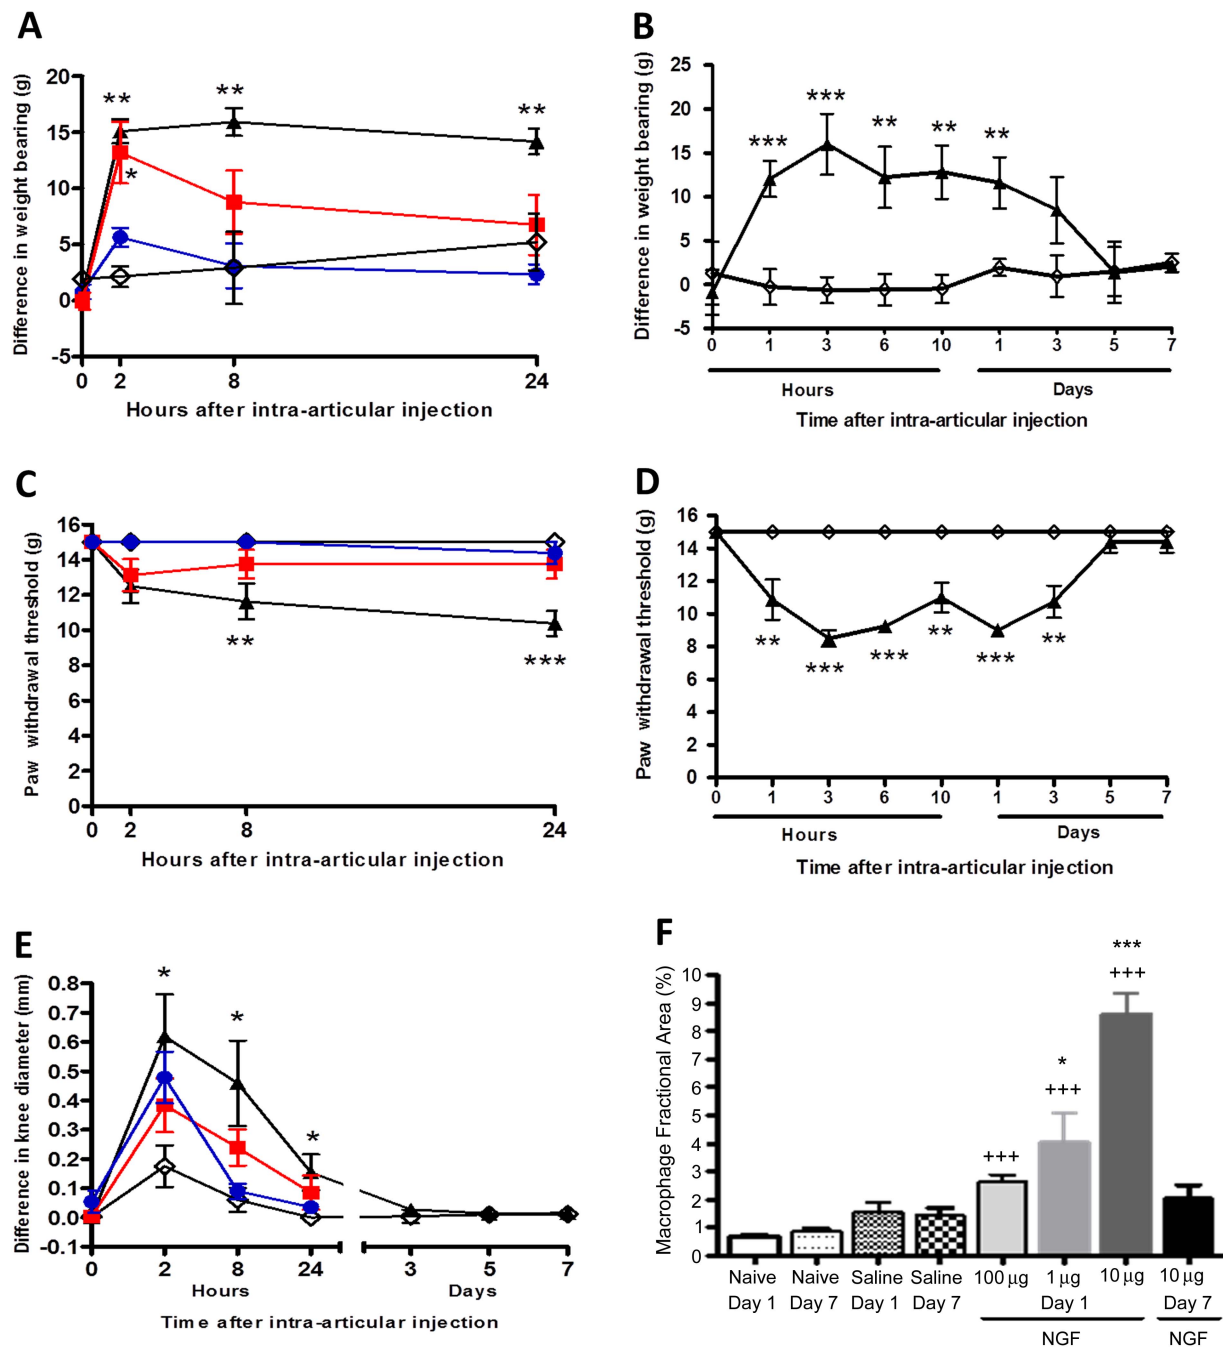 A
Difference in weight bearing (g)
20
15
10
5
0
-5
**
**
**
*
0 2 8 24
Hours after intra-articular injection
B
Difference in weight bearing (g)
25
20
15
10
5
0
-5
***
***
**
**
**
0 1 3 6 10 1 3 5 7
Hours Days
Time after intra-articular injection
C
Paw withdrawal threshold (g)
16
14
12
10
8
6
4
2
0
**
***
0 2 8 24
Hours after intra-articular injection
D
Paw withdrawal threshold (g)
16
14
12
10
8
6
4
2
0
**
***
***
**
***
**
0 1 3 6 10 1 3 5 7
Hours Days
Time after intra-articular injection
E
Difference in knee diameter (mm)
0.8
0.7
0.6
0.5
0.4
0.3
0.2
0.1
0.0
-0.1
*
*
*
0 2 8 24 3 5 7
Hours Days
Time after intra-articular injection
F
Macrophage Fractional Area (%)
10
9
8
7
6
5
4
3
2
1
0
+++
*
+++
***
+++
Naive Naive Saline Saline 100 µg 1 µg 10 µg 10 µg
Day 1 Day 7 Day 1 Day 7 Day 1 Day 7
NGF NGF